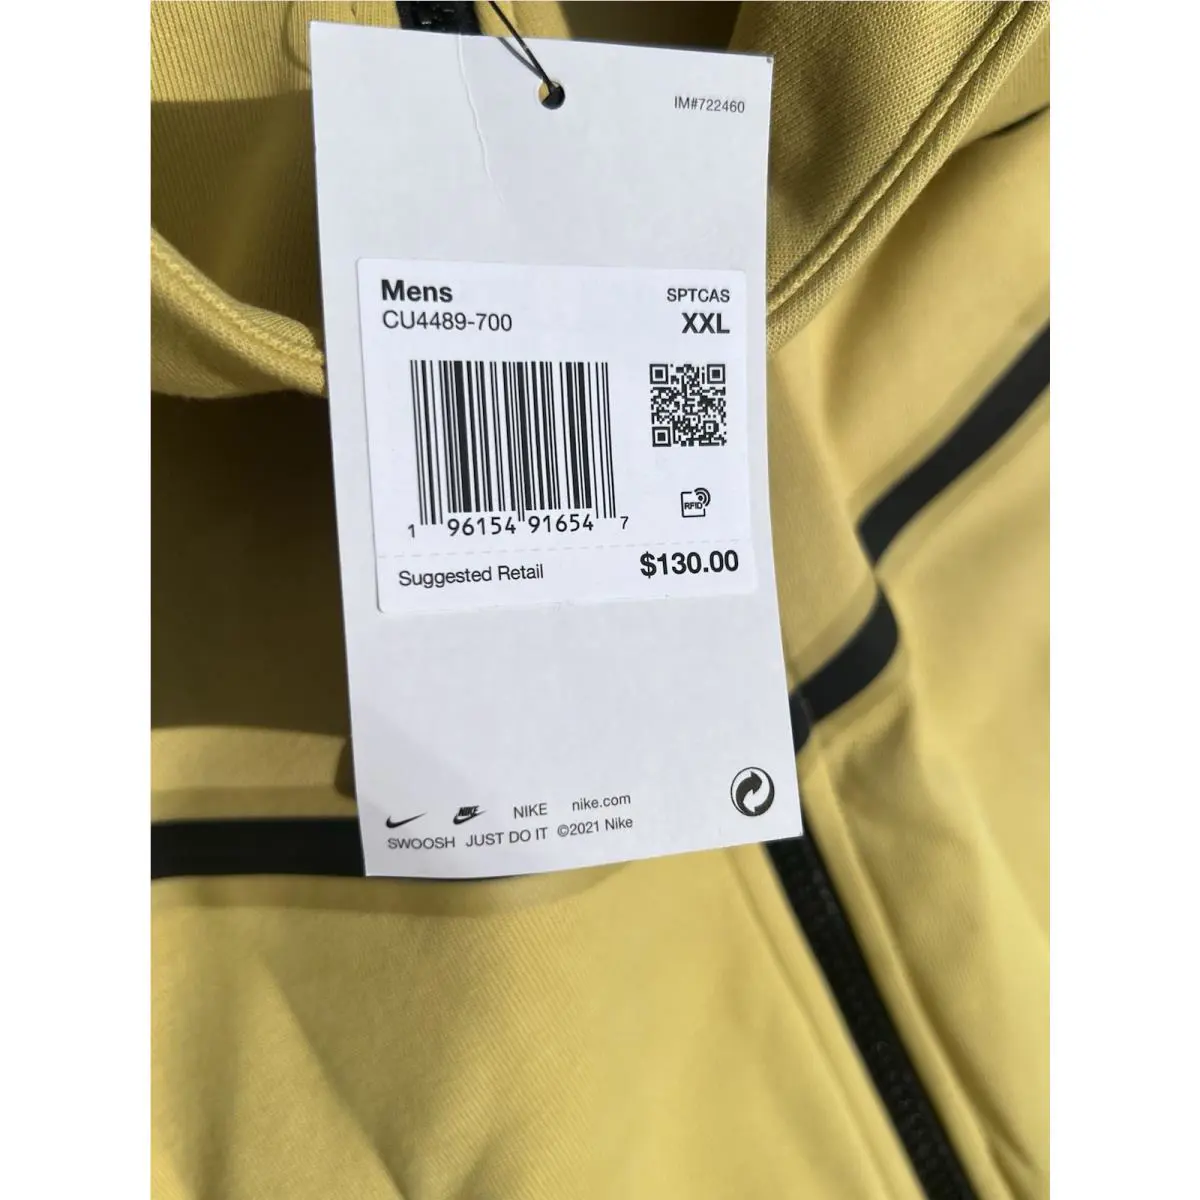 IM#722460
Mens
SPTCAS
CU4489-700
XXL
RFID
1 96154 91654 7
Suggested Retail
$130.00
NIKE NIKE nike.com
SWOOSH JUST DO IT ©2021 Nike